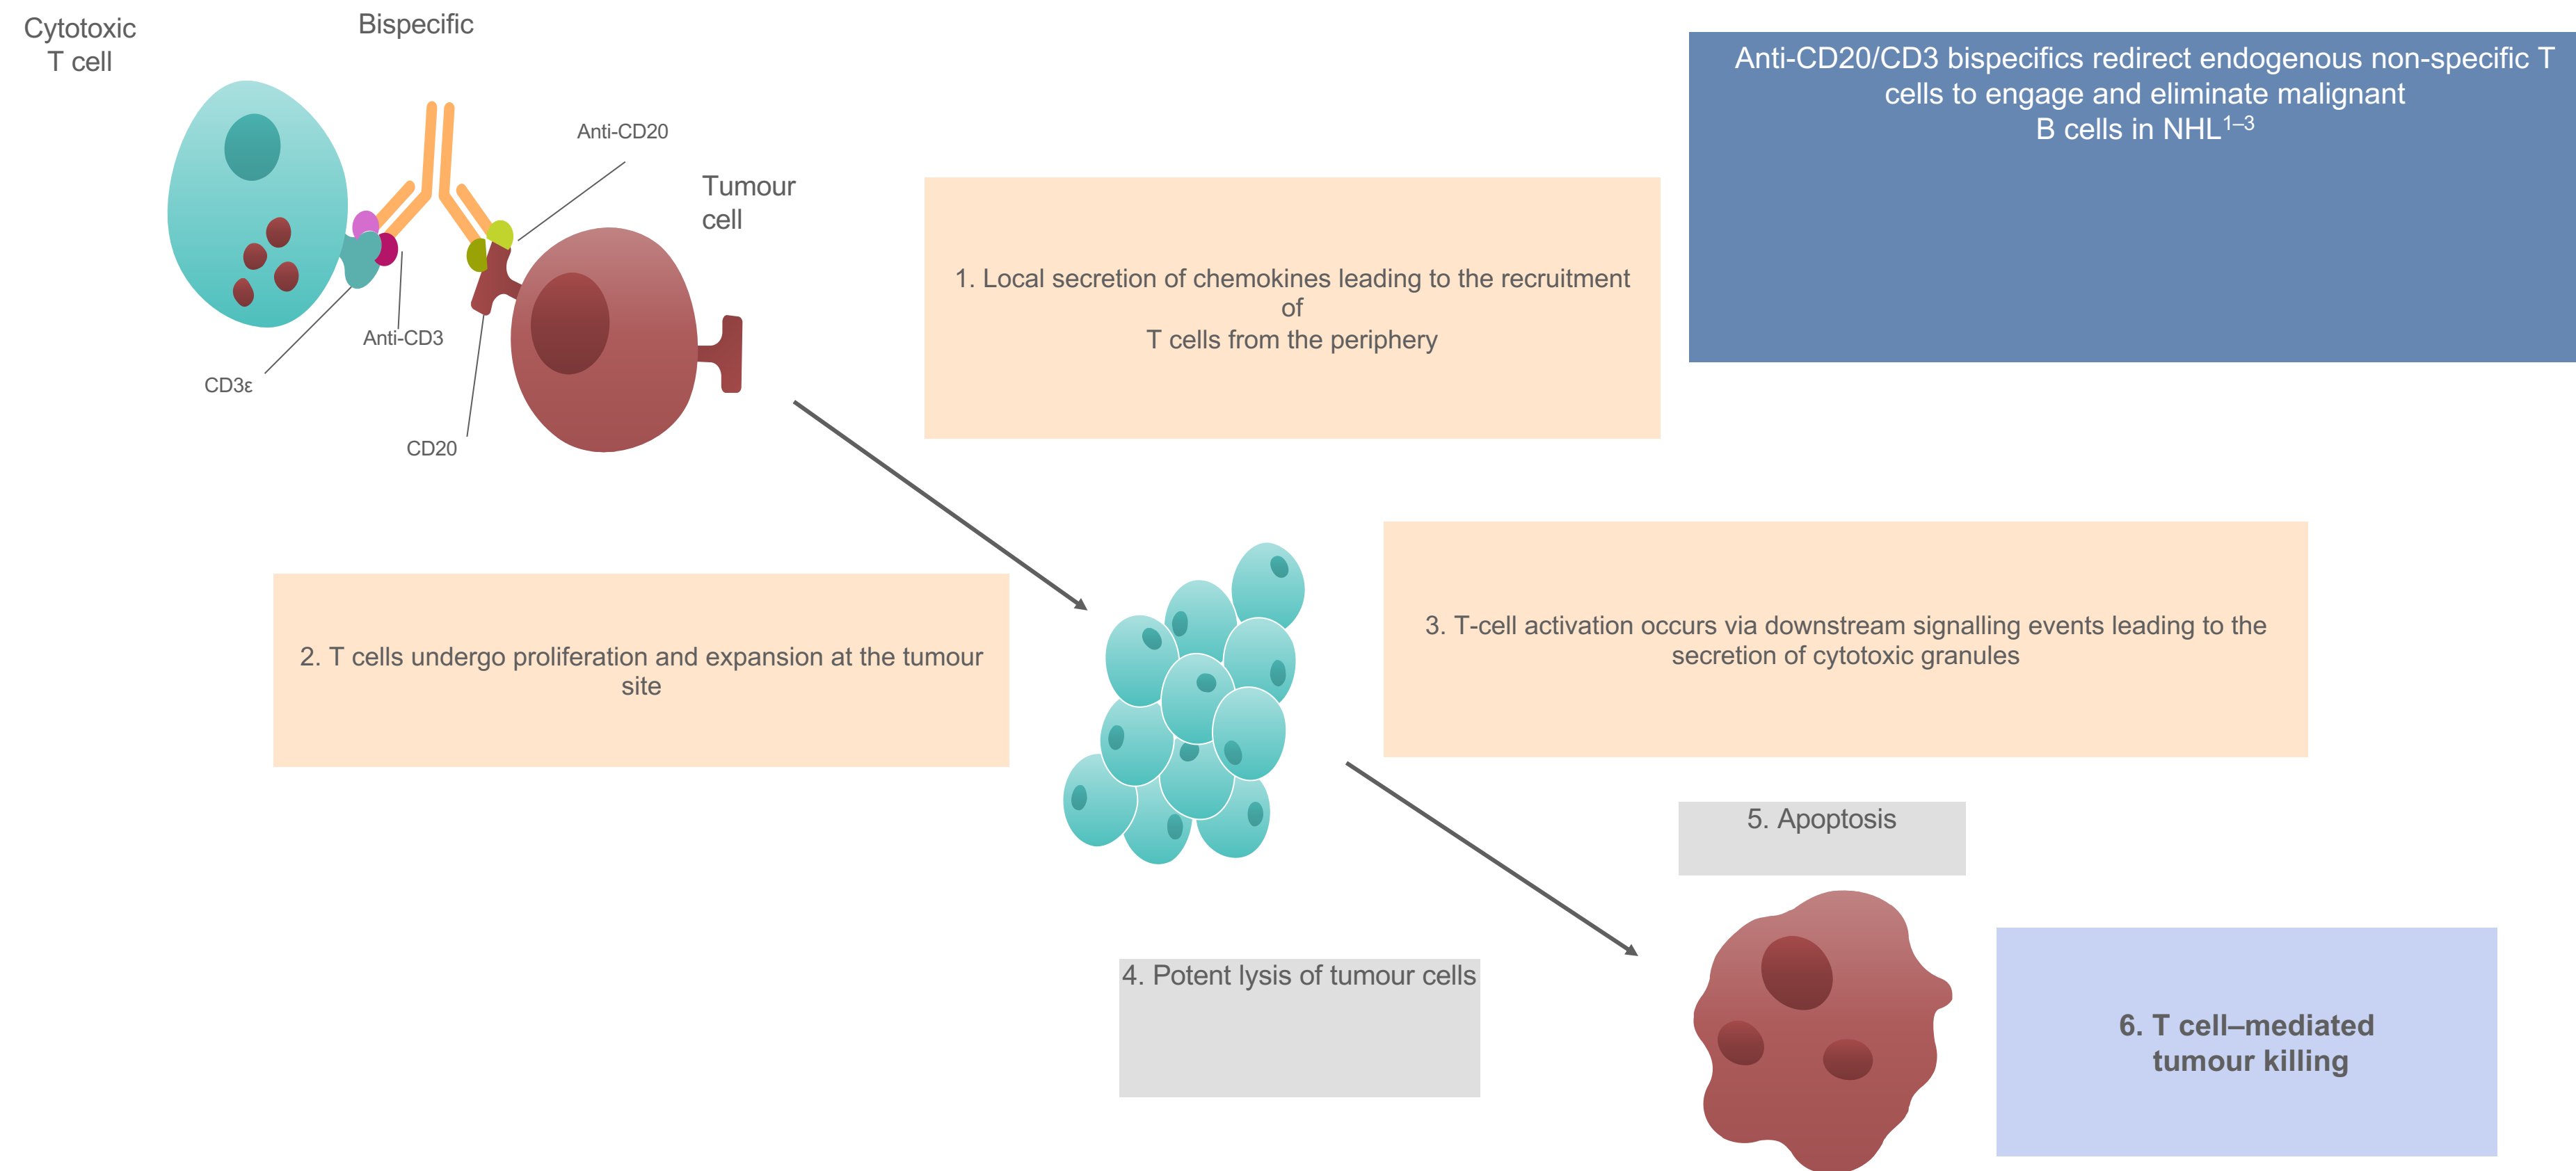 Cytotoxic
T cell
Bispecific
Anti-CD20
Tumour
cell
Anti-CD3
CD3ε
CD20
Anti-CD20/CD3 bispecifics redirect endogenous non-specific T
cells to engage and eliminate malignant
B cells in NHL¹⁻³
1. Local secretion of chemokines leading to the recruitment
of
T cells from the periphery
2. T cells undergo proliferation and expansion at the tumour
site
3. T-cell activation occurs via downstream signalling events leading to the
secretion of cytotoxic granules
4. Potent lysis of tumour cells
5. Apoptosis
6. T cell–mediated
tumour killing